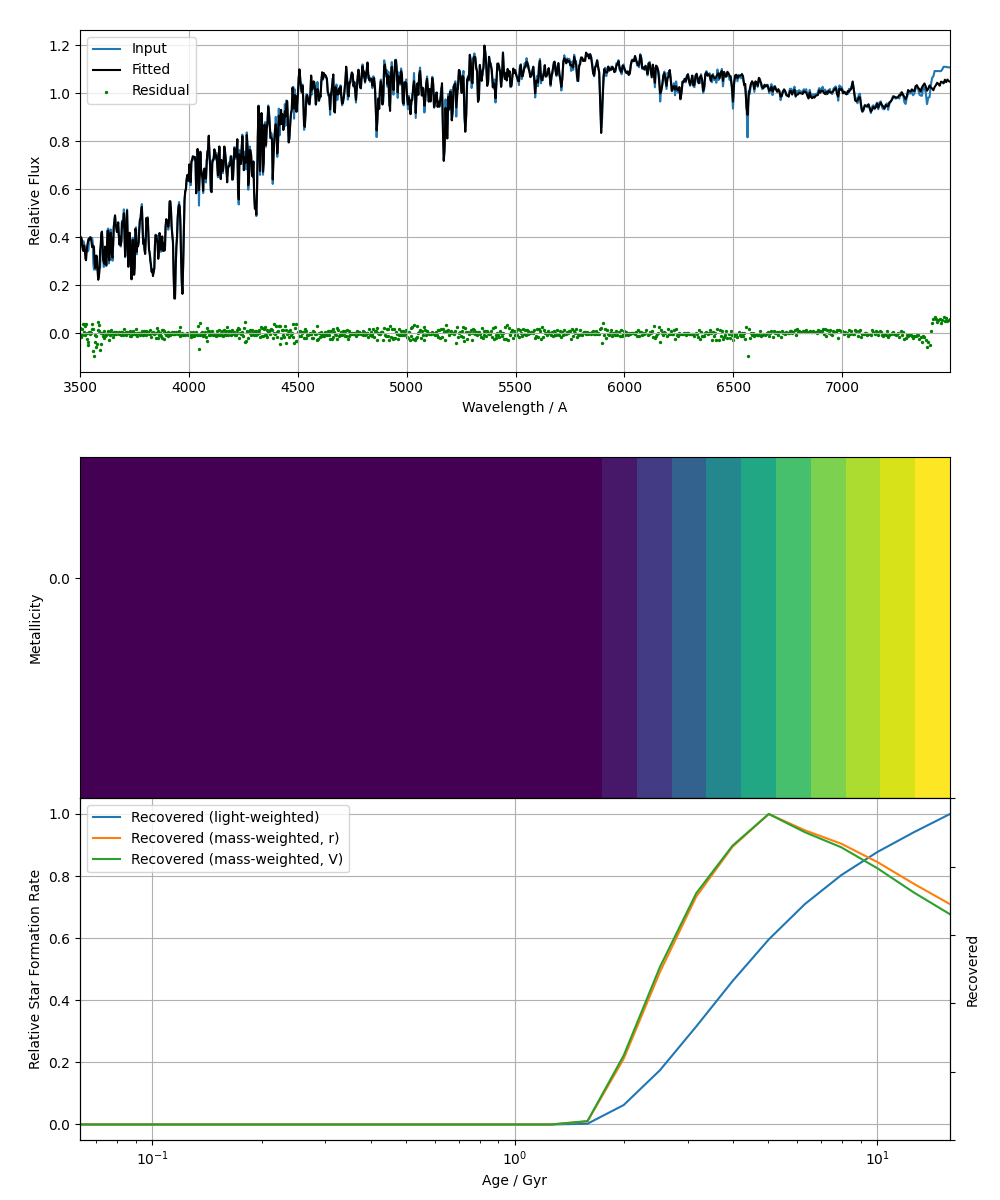 1.2
1.0
0.8
0.6
0.4
0.2
0.0
Relative Flux
Input
Fitted
Residual
3500 4000 4500 5000 5500 6000 6500 7000
Wavelength / A
0.0
Metallicity
1.0
0.8
0.6
0.4
0.2
0.0
Relative Star Formation Rate
Recovered (light-weighted)
Recovered (mass-weighted, r)
Recovered (mass-weighted, V)
Recovered
10⁻¹ 10⁰ 10¹
Age / Gyr